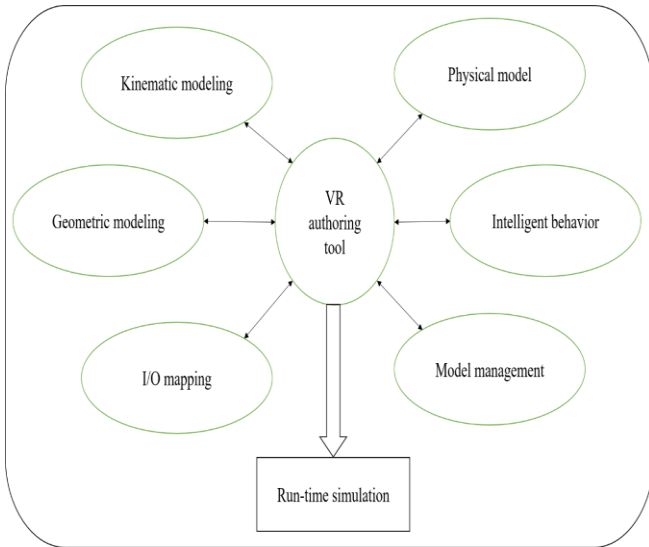 Kinematic modeling
Physical model
VR
authoring
tool
Geometric modeling
Intelligent behavior
I/O mapping
Model management
Run-time simulation